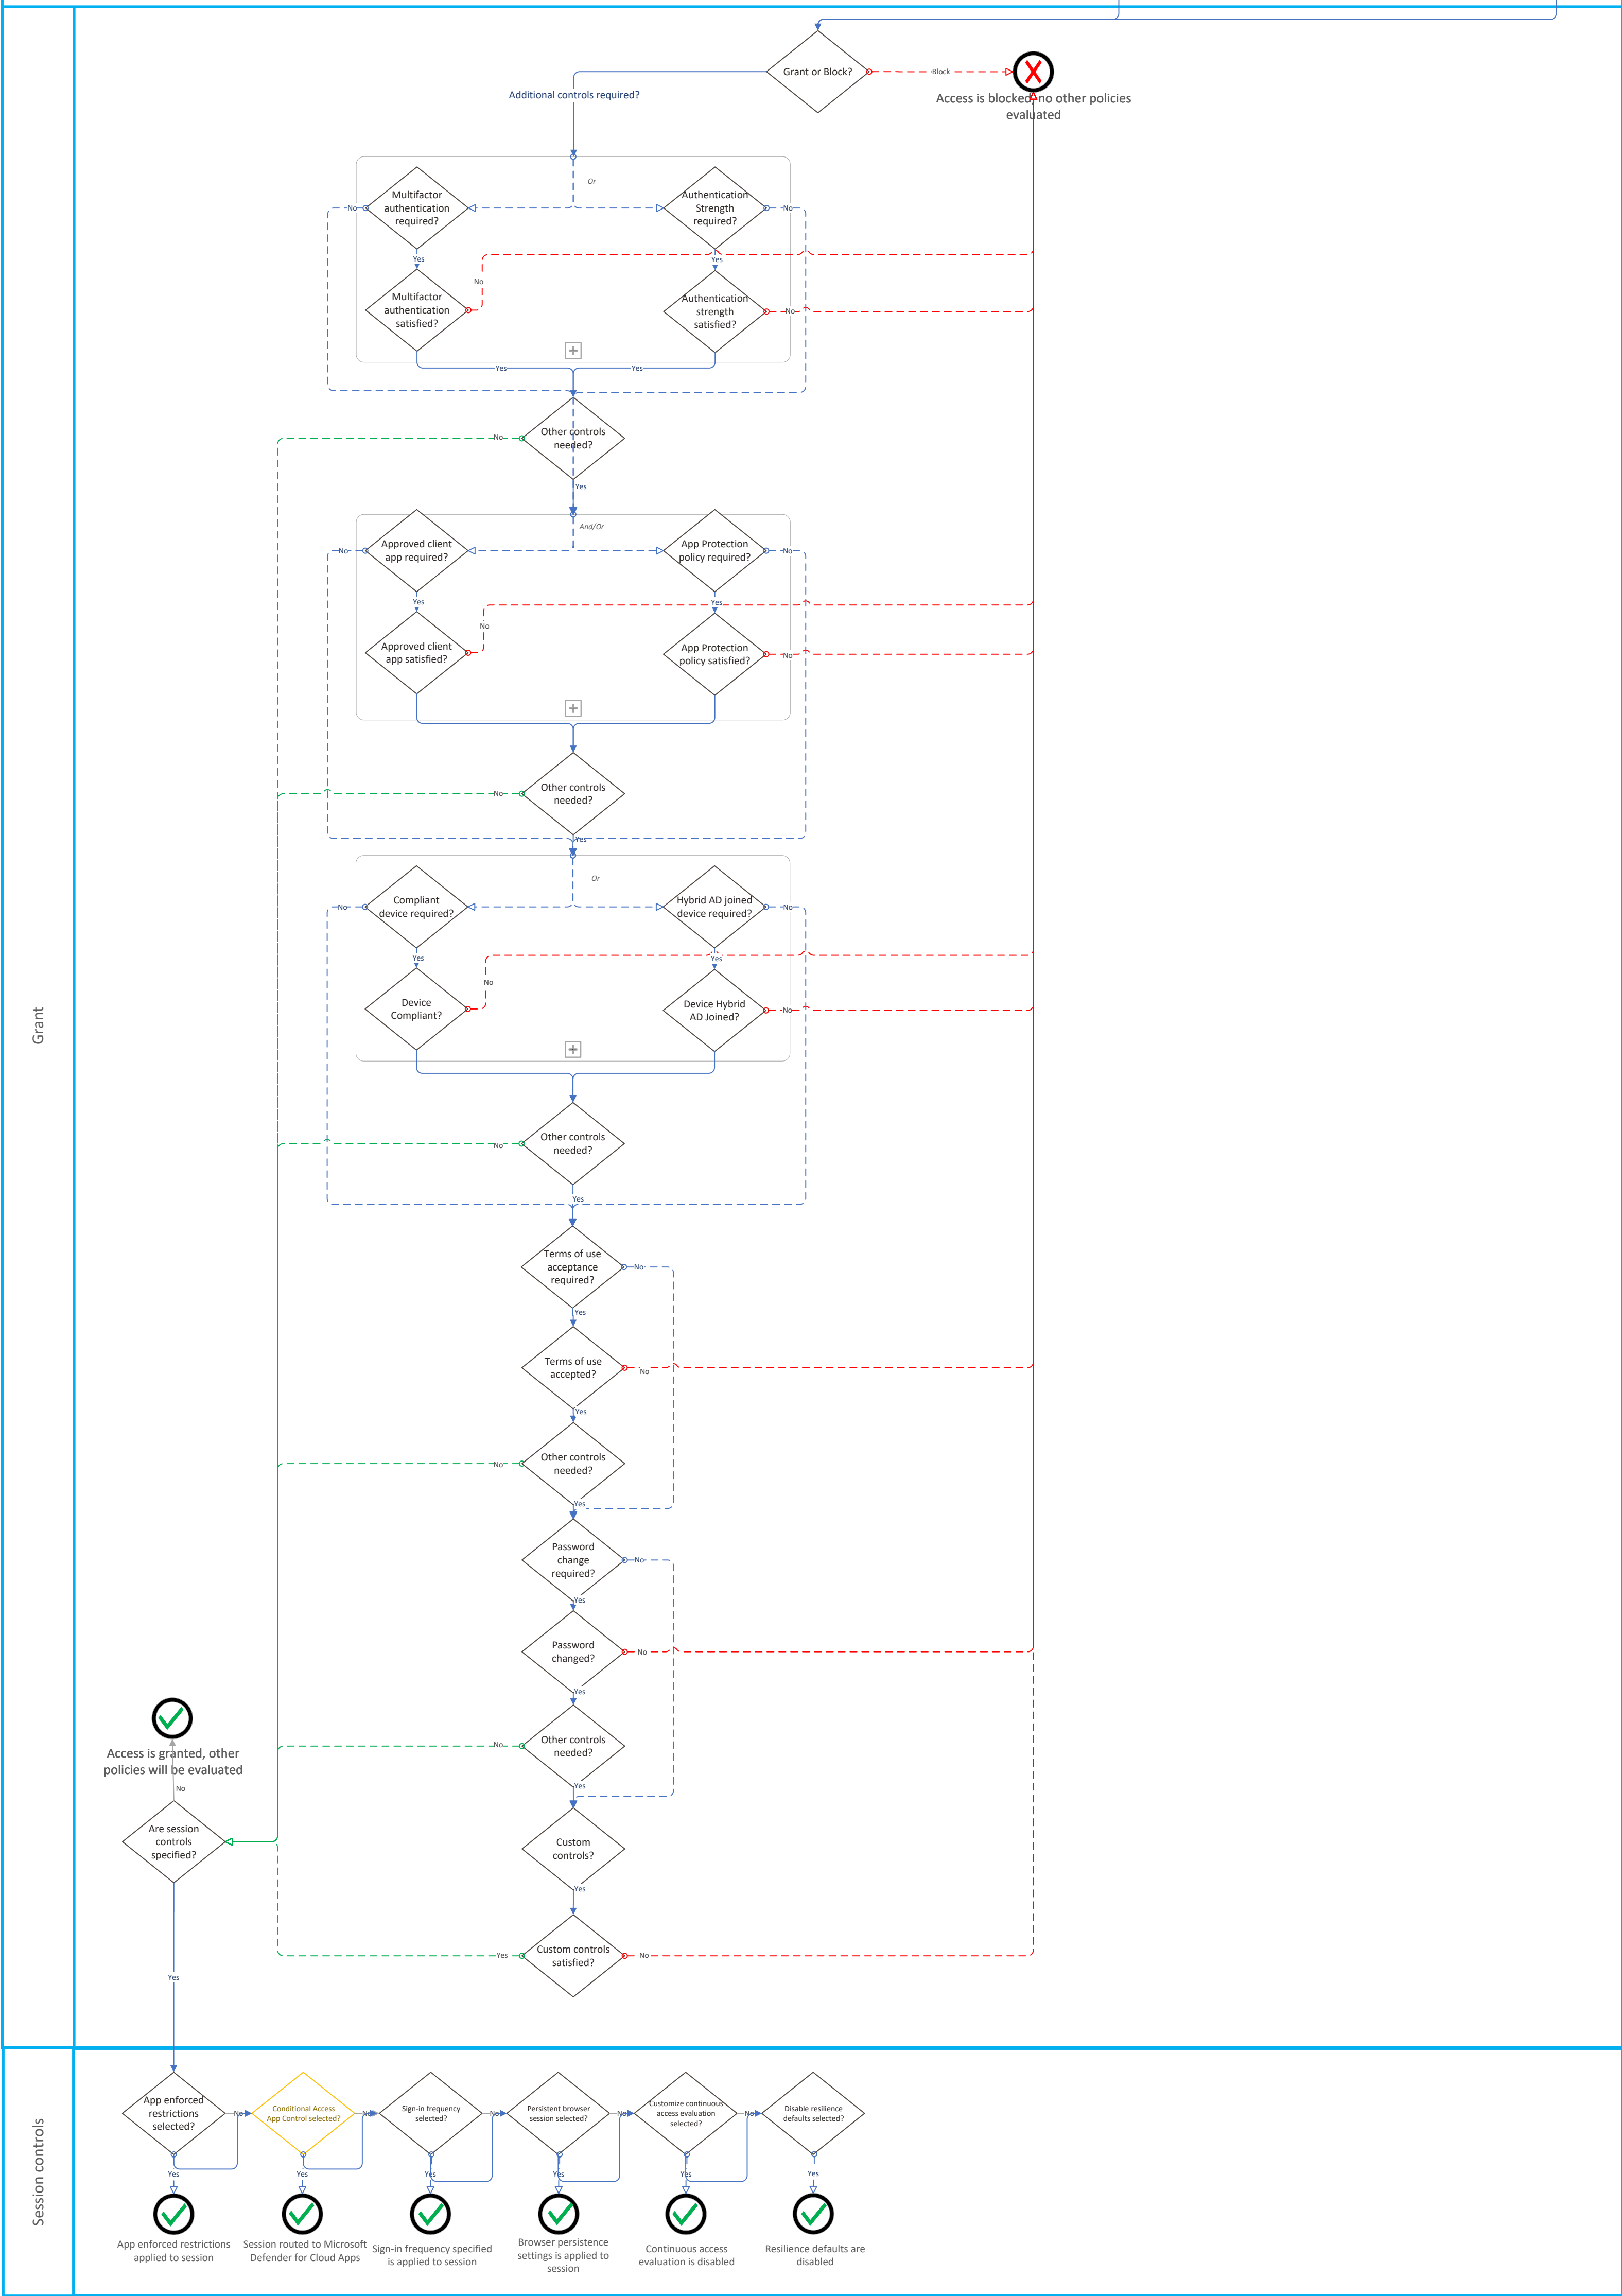 Grant or Block?
Block
Access is blocked, no other policies
evaluated
Additional controls required?
Or
Multifactor
authentication
required?
No
Authentication
Strength
required?
No
Yes
Yes
No
Multifactor
authentication
satisfied?
Authentication
strength
satisfied?
No
Yes
Yes
Other controls
needed?
No
Yes
And/Or
Approved client
app required?
No
App Protection
policy required?
No
Yes
Yes
No
Approved client
app satisfied?
App Protection
policy satisfied?
No
Other controls
needed?
No
Yes
Or
Compliant
device required?
No
Hybrid AD joined
device required?
No
Yes
Yes
No
Device
Compliant?
Device Hybrid
AD Joined?
No
Grant
Other controls
needed?
No
Yes
Terms of use
acceptance
required?
No
Yes
Terms of use
accepted?
No
Yes
Other controls
needed?
No
Yes
Password
change
required?
No
Yes
Password
changed?
No
Yes
Other controls
needed?
No
Yes
Access is granted, other
policies will be evaluated
No
Are session
controls
specified?
Custom
controls?
Yes
Custom controls
satisfied?
Yes
No
Yes
Session controls
App enforced
restrictions
selected?
No
Conditional Access
App Control selected?
No
Sign-in frequency
selected?
No
Persistent browser
session selected?
No
Customize continuous
access evaluation
selected?
No
Disable resilience
defaults selected?
Yes
Yes
Yes
Yes
Yes
Yes
App enforced restrictions
applied to session
Session routed to Microsoft
Defender for Cloud Apps
Sign-in frequency specified
is applied to session
Browser persistence
settings is applied to
session
Continuous access
evaluation is disabled
Resilience defaults are
disabled